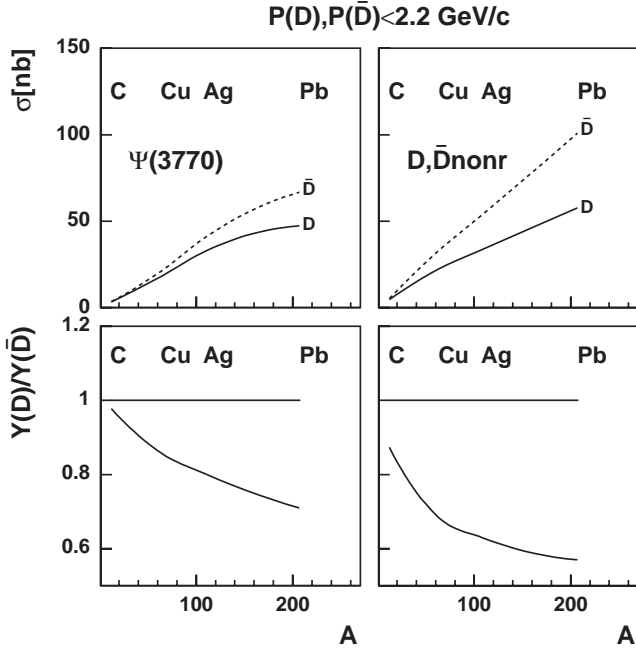 P(D),P(D̄)<2.2 GeV/c
σ[nb]
150
100
50
0
C Cu Ag Pb
Ψ(3770)
D̄
D
C Cu Ag Pb
D,D̄nonr
D̄
D
Y(D)/Y(D̄)
1.2
1
0.8
0.6
C Cu Ag Pb
C Cu Ag Pb
100 200
100 200
A
A